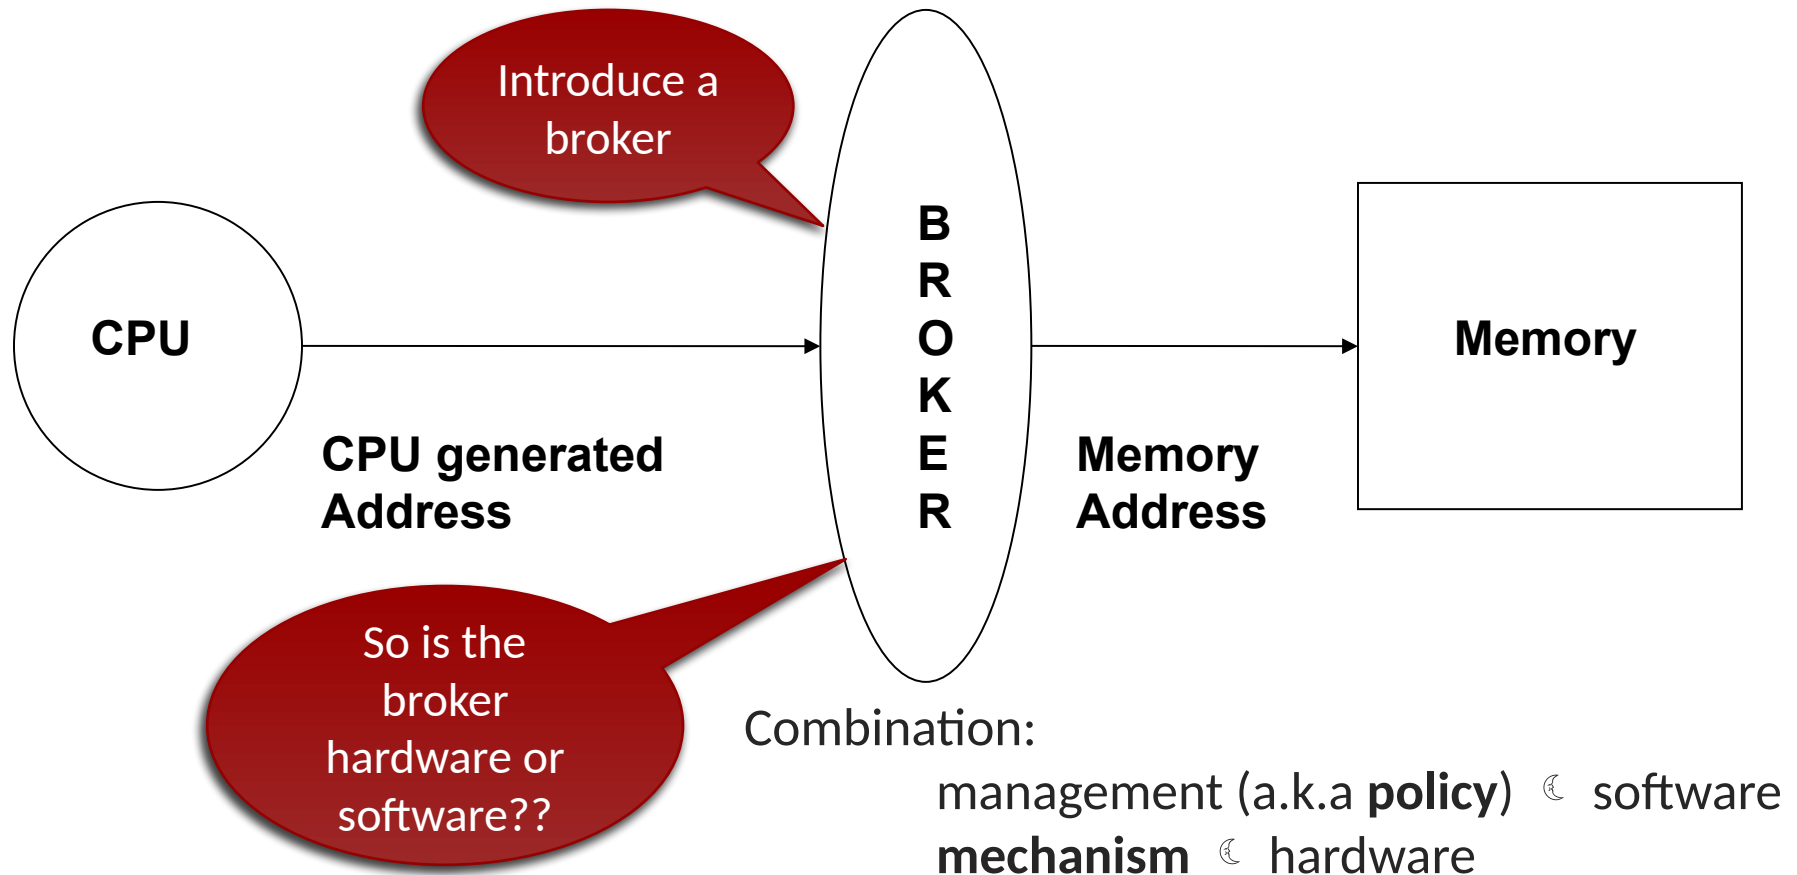 Introduce a
broker
B
R
O
K
E
R
CPU
Memory
CPU generated
Address
Memory
Address
So is the
broker
hardware or
software??
Combination:
management (a.k.a policy) ☾ software
mechanism ☾ hardware